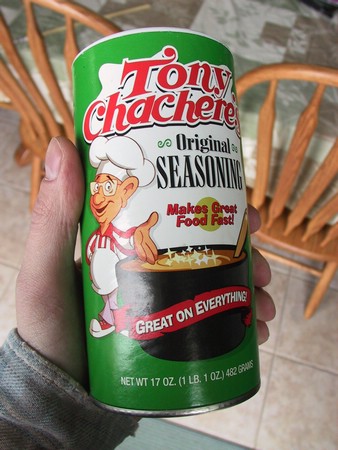 Tony
Chachere's
Original
SEASONING
Makes Great
Food Fast!
GREAT ON EVERYTHING!
NET WT 17 OZ. (1 LB. 1 OZ.) 482 GRAMS